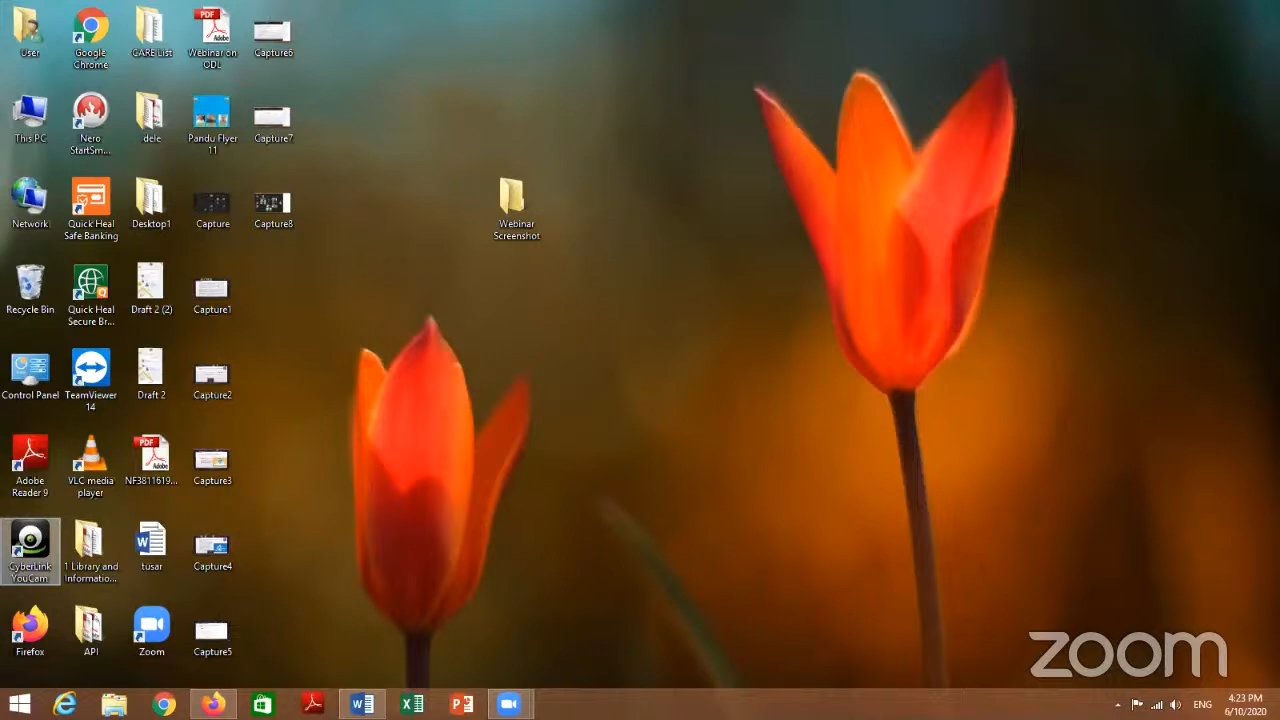 User
Google
Chrome
CARE List
PDF
Adobe
Webinar on
ODL
Capture6
This PC
Nero
StartSm...
dele
Pandu Flyer
11
Capture7
Network
Quick Heal
Safe Banking
Desktop1
Capture
Capture8
Webinar
Screenshot
Recycle Bin
Quick Heal
Secure Br...
Draft 2 (2)
Capture1
Control Panel
TeamViewer
14
Draft 2
Capture2
Adobe
Reader 9
VLC media
player
PDF
Adobe
NF3811619...
Capture3
CyberLink
YouCam
1 Library and
Informatio...
tusar
Capture4
Firefox
API
Zoom
Capture5
zoom
ENG
4:23 PM
6/10/2020